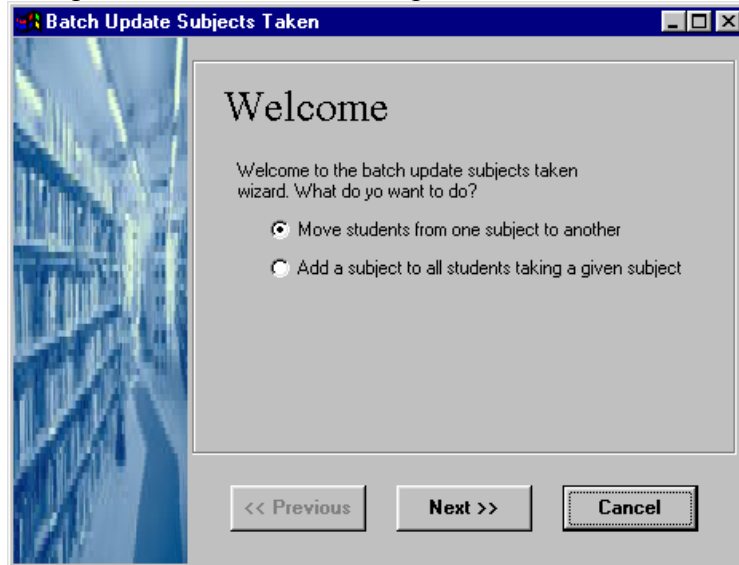 Batch Update Subjects Taken
Welcome
Welcome to the batch update subjects taken
wizard. What do yo want to do?
Move students from one subject to another
Add a subject to all students taking a given subject
<< Previous
Next >>
Cancel